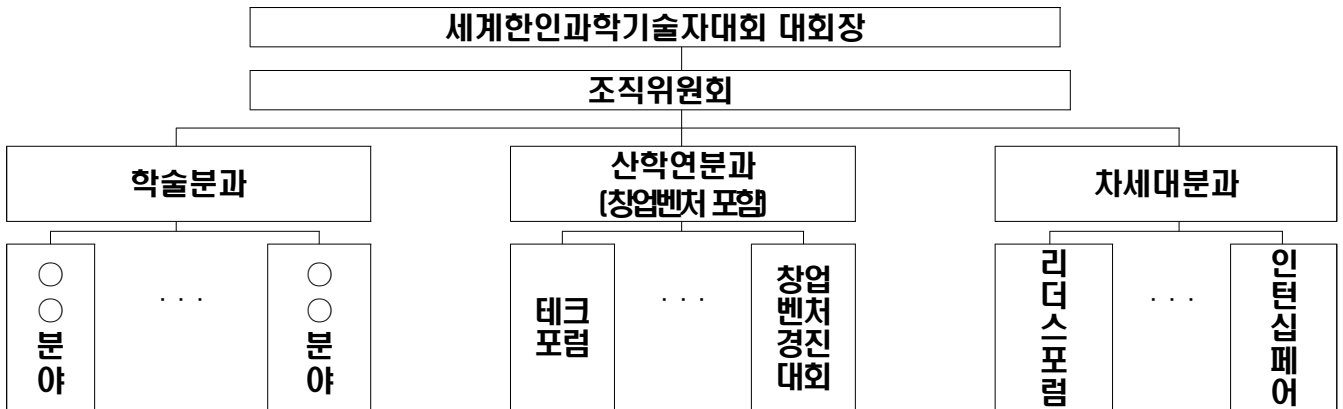 세계한인과학기술자대회 대회장
조직위원회
학술분과
산학연분과
(창업벤처 포함)
차세대분과
○○분야
· · ·
○○분야
테크
포럼
· · ·
창업
벤처
경진
대회
리더스포럼
· · ·
인턴십페어